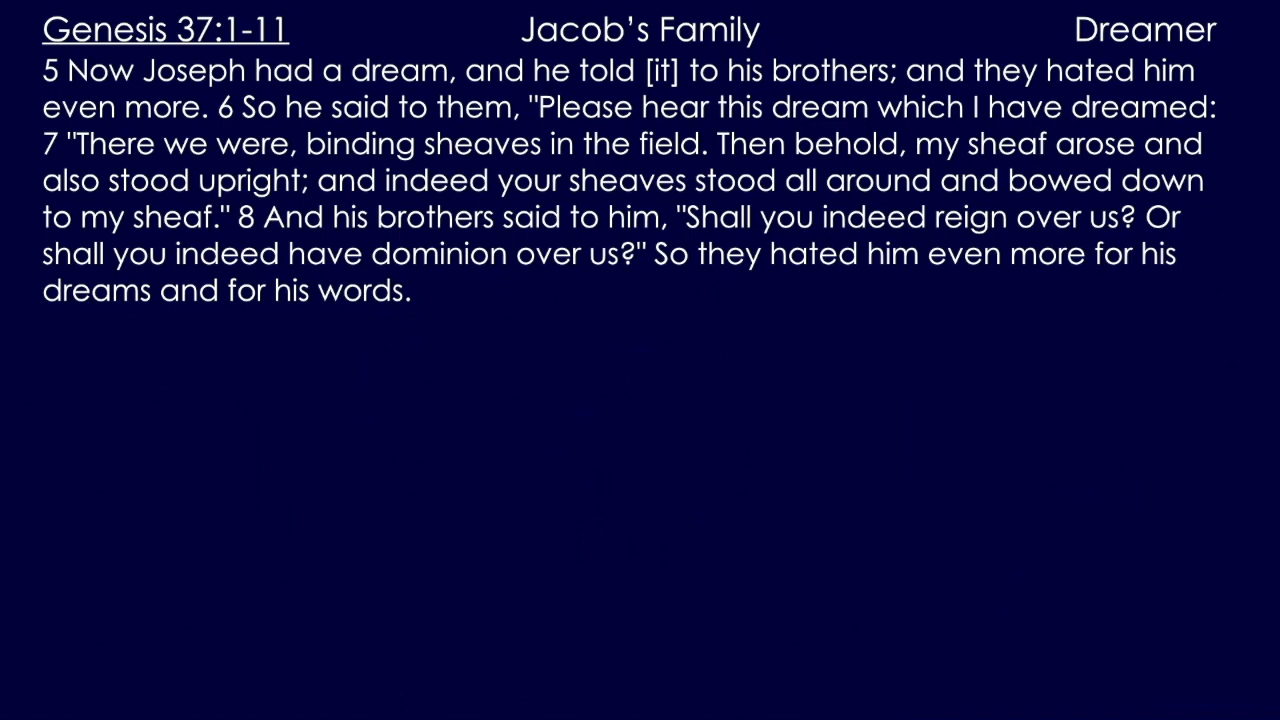 Genesis 37:1-11 Jacob’s Family Dreamer
5 Now Joseph had a dream, and he told [it] to his brothers; and they hated him
even more. 6 So he said to them, "Please hear this dream which I have dreamed:
7 "There we were, binding sheaves in the field. Then behold, my sheaf arose and
also stood upright; and indeed your sheaves stood all around and bowed down
to my sheaf." 8 And his brothers said to him, "Shall you indeed reign over us? Or
shall you indeed have dominion over us?" So they hated him even more for his
dreams and for his words.